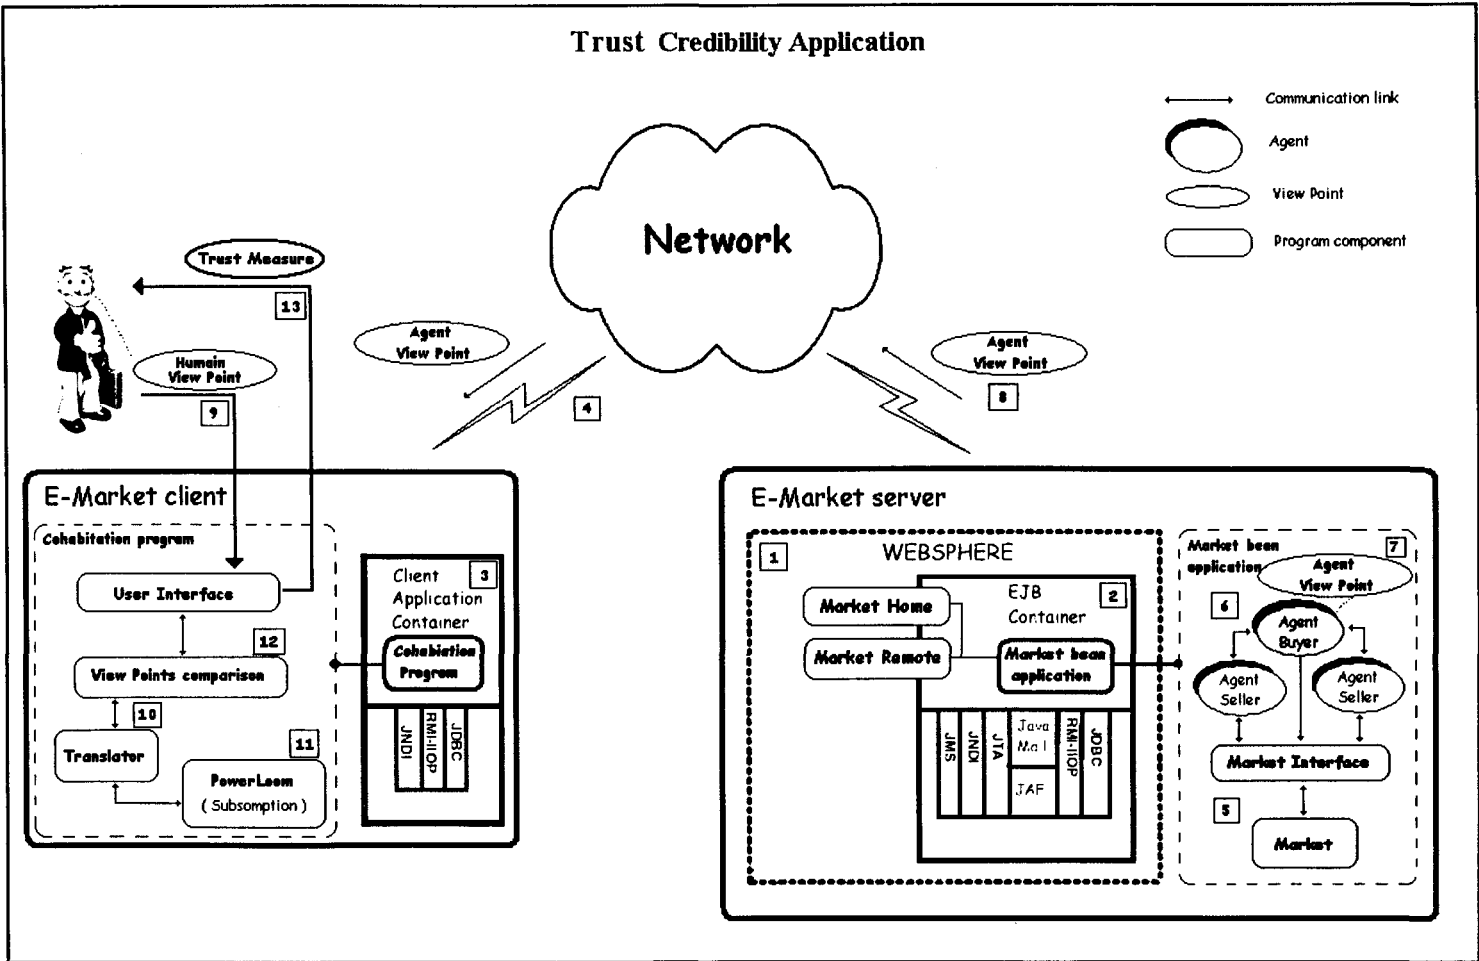 Trust Credibility Application
Communication link
Agent
View Point
Program component
Network
Trust Measure
13
Humain
View Point
9
Agent
View Point
4
Agent
View Point
8
E-Market client
Cohabitation program
User Interface
12
View Points comparison
10
Translator
11
PowerLoom
( Subsomption )
3
Client
Application
Container
Cohabiation
Program
JNDI
RMI-IIOP
JDBC
E-Market server
1
WEBSPHERE
Market Home
Market Remote
2
EJB
Container
Market bean
application
JMS
JNDI
JTA
Java
Mail
JAF
RMI-IIOP
JDBC
Market bean
application
7
Agent
View Point
6
Agent
Buyer
Agent
Seller
Agent
Seller
Market Interface
5
Market